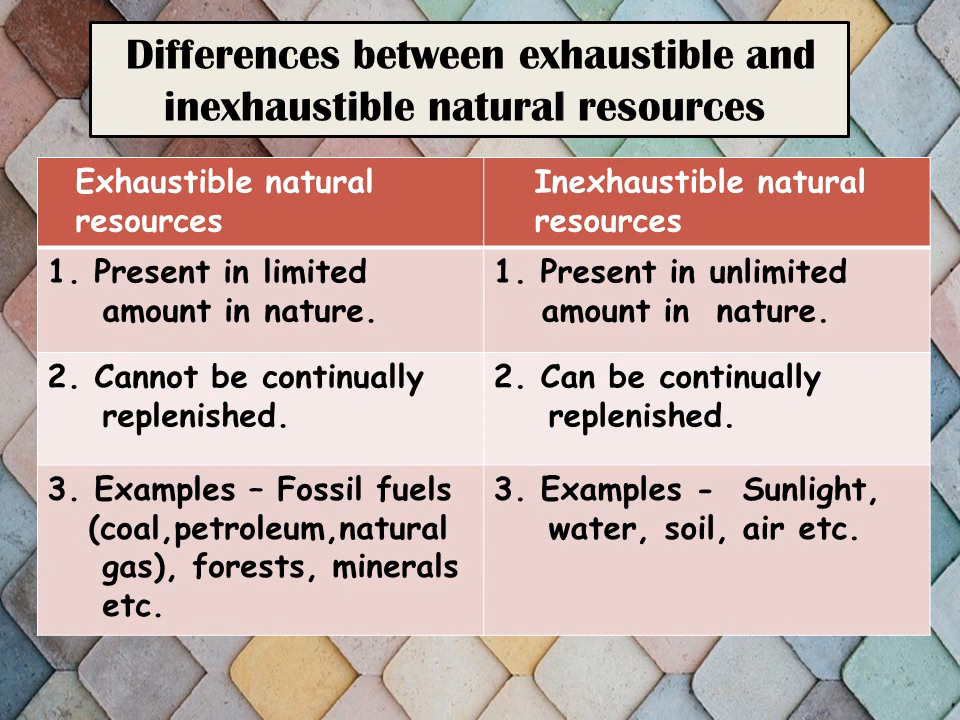 Differences between exhaustible and
inexhaustible natural resources
Exhaustible natural
resources
Inexhaustible natural
resources
1. Present in limited
amount in nature.
1. Present in unlimited
amount in nature.
2. Cannot be continually
replenished.
2. Can be continually
replenished.
3. Examples – Fossil fuels
(coal,petroleum,natural
gas), forests, minerals
etc.
3. Examples - Sunlight,
water, soil, air etc.